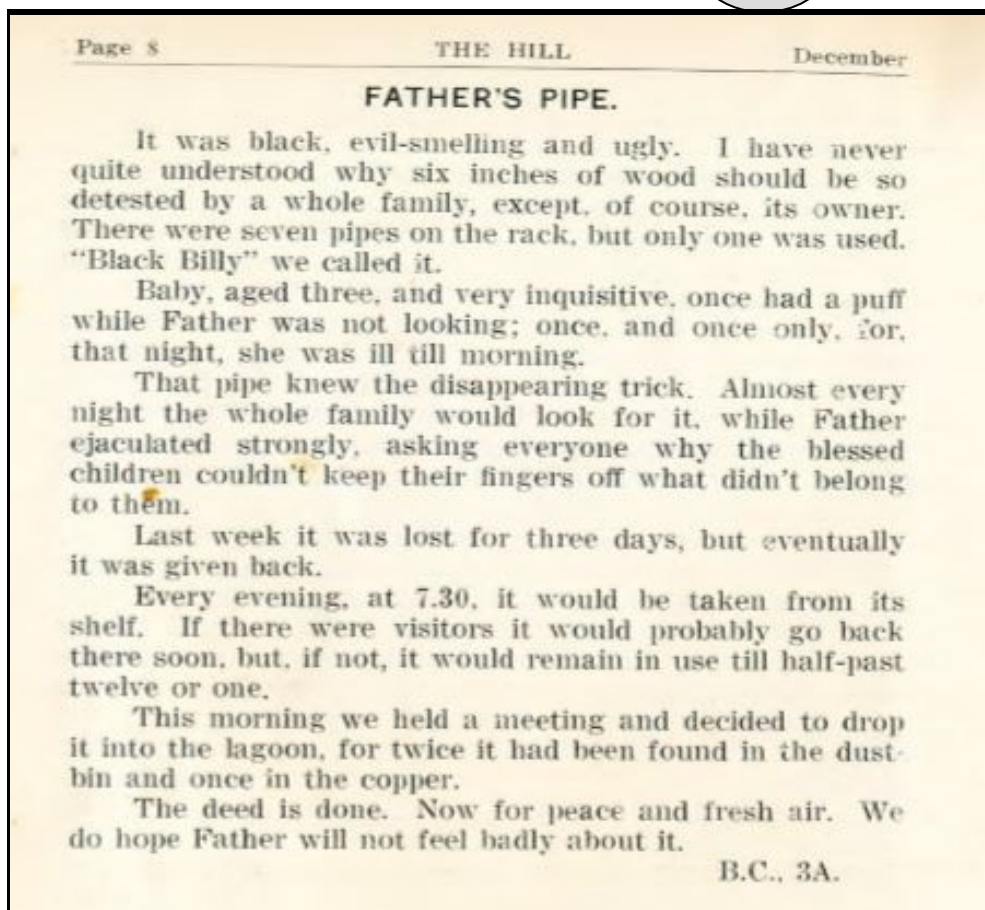 Page 8 THE HILL December
FATHER'S PIPE.
It was black, evil-smelling and ugly. I have never
quite understood why six inches of wood should be so
detested by a whole family, except, of course, its owner.
There were seven pipes on the rack, but only one was used.
"Black Billy" we called it.
Baby, aged three, and very inquisitive, once had a puff
while Father was not looking; once, and once only, for,
that night, she was ill till morning.
That pipe knew the disappearing trick. Almost every
night the whole family would look for it, while Father
ejaculated strongly, asking everyone why the blessed
children couldn't keep their fingers off what didn't belong
to them.
Last week it was lost for three days, but eventually
it was given back.
Every evening, at 7.30, it would be taken from its
shelf. If there were visitors it would probably go back
there soon, but, if not, it would remain in use till half-past
twelve or one.
This morning we held a meeting and decided to drop
it into the lagoon, for twice it had been found in the dust-
bin and once in the copper.
The deed is done. Now for peace and fresh air. We
do hope Father will not feel badly about it.
B.C., 3A.